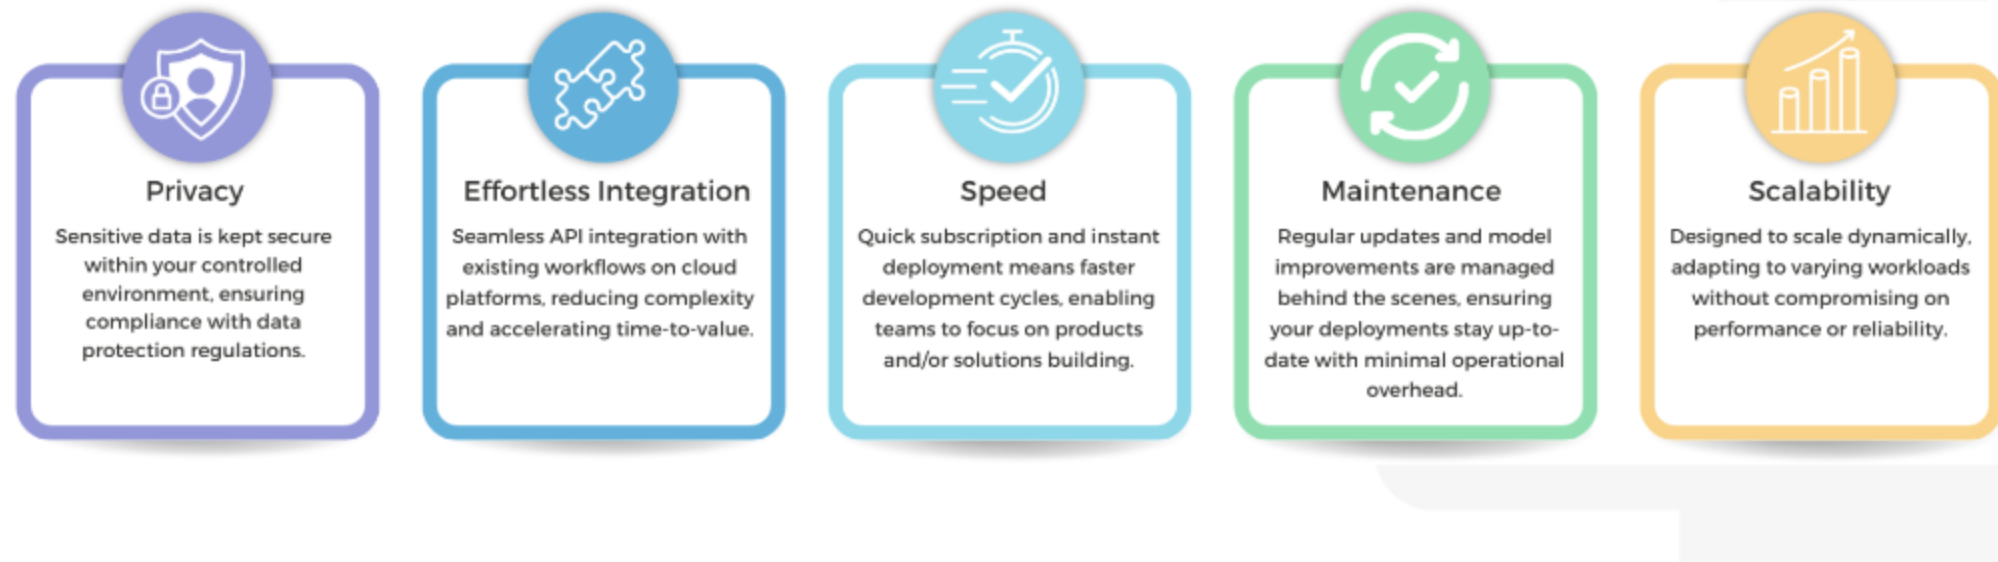 Privacy
Sensitive data is kept secure
within your controlled
environment, ensuring
compliance with data
protection regulations.
Effortless Integration
Seamless API integration with
existing workflows on cloud
platforms, reducing complexity
and accelerating time-to-value.
Speed
Quick subscription and instant
deployment means faster
development cycles, enabling
teams to focus on products
and/or solutions building.
Maintenance
Regular updates and model
improvements are managed
behind the scenes, ensuring
your deployments stay up-to-
date with minimal operational
overhead.
Scalability
Designed to scale dynamically,
adapting to varying workloads
without compromising on
performance or reliability.